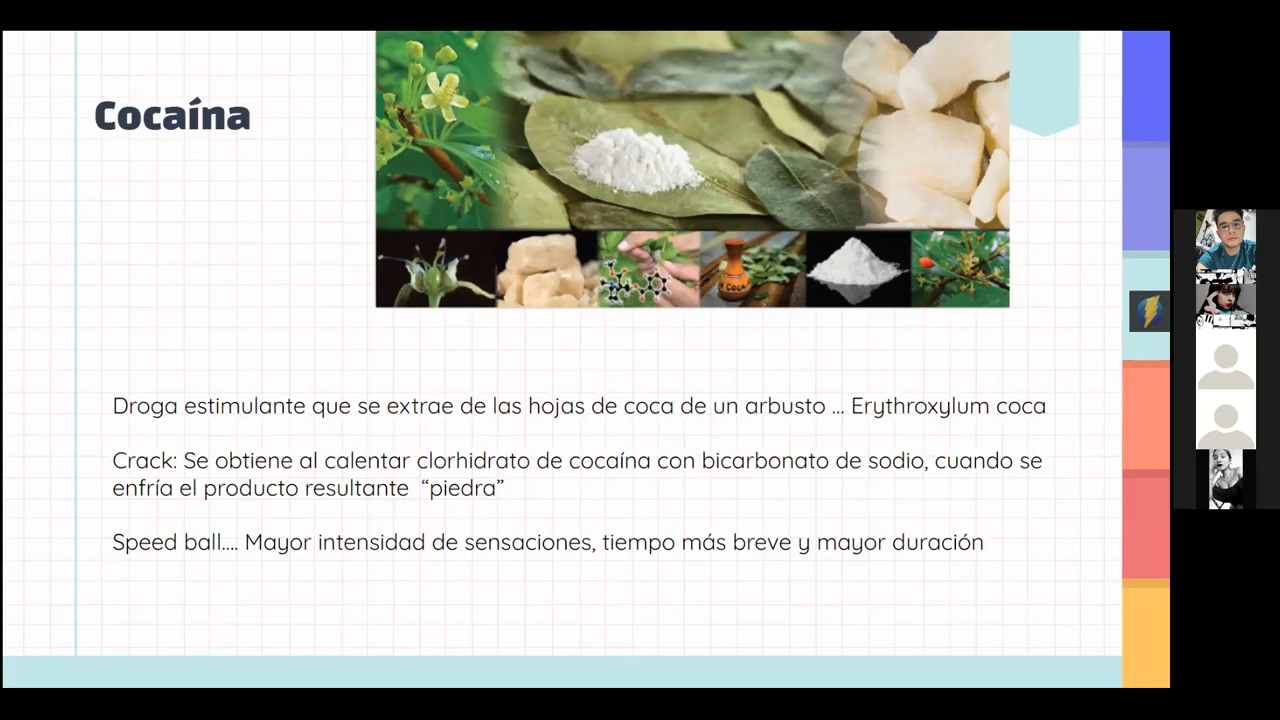 Cocaína
COCA
Droga estimulante que se extrae de las hojas de coca de un arbusto ... Erythroxylum coca
Crack: Se obtiene al calentar clorhidrato de cocaína con bicarbonato de sodio, cuando se
enfría el producto resultante “piedra”
Speed ball.... Mayor intensidad de sensaciones, tiempo más breve y mayor duración